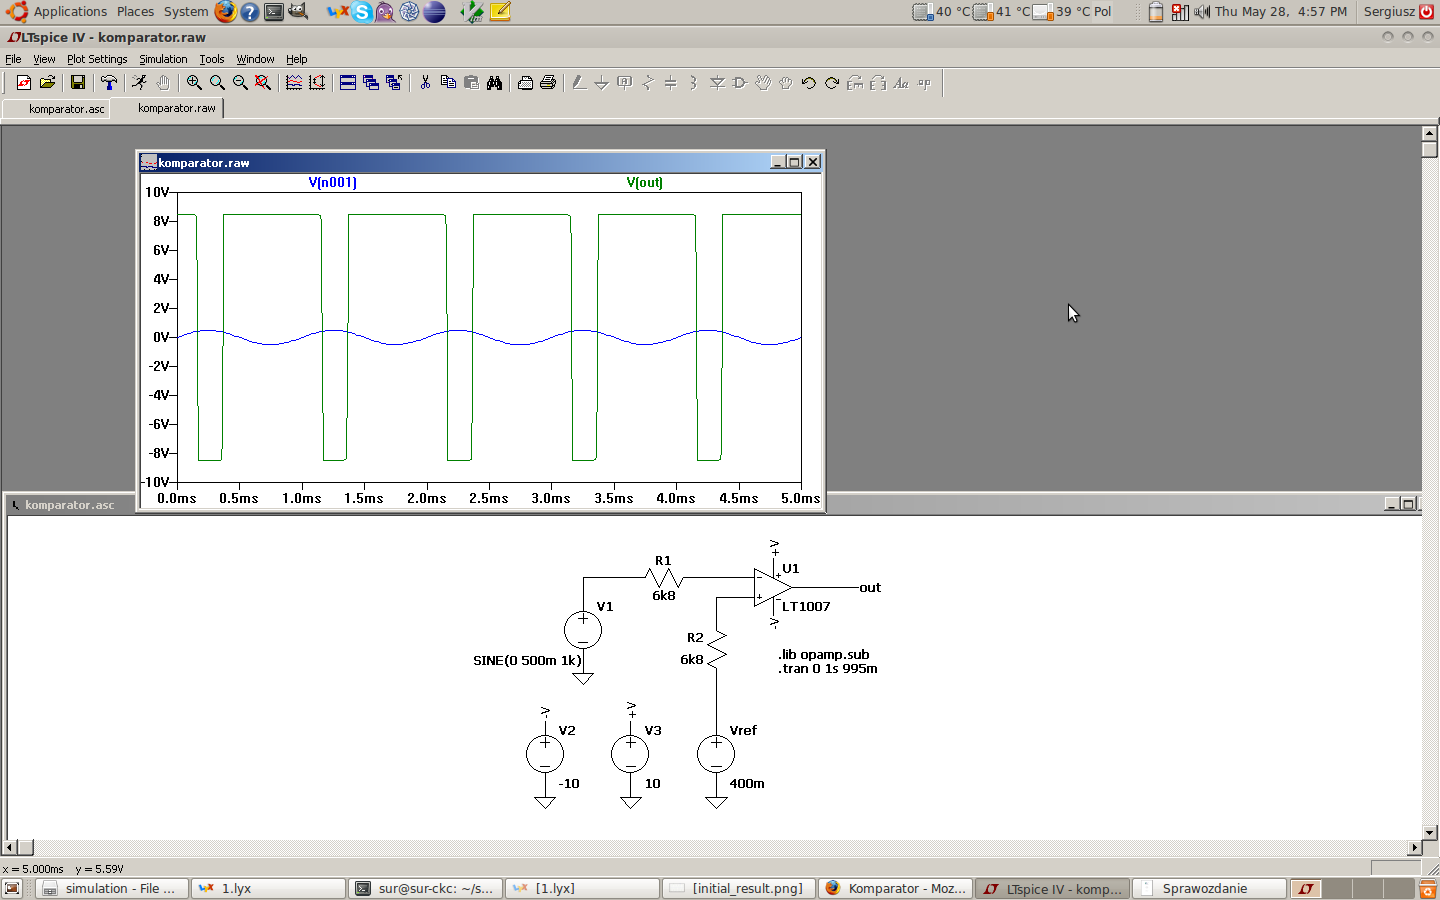 Applications Places System 40 °C 41 °C 39 °C Pol Thu May 28, 4:57 PM Sergiusz
LTspice IV - komparator.raw
File View Plot Settings Simulation Tools Window Help
komparator.asc komparator.raw
komparator.raw
V(n001) V(out)
10V
8V
6V
4V
2V
0V
-2V
-4V
-6V
-8V
-10V
0.0ms 0.5ms 1.0ms 1.5ms 2.0ms 2.5ms 3.0ms 3.5ms 4.0ms 4.5ms 5.0ms
komparator.asc
V+
R1
U1
6k8
out
V1
LT1007
V-
R2
6k8
SINE(0 500m 1k)
.lib opamp.sub
.tran 0 1s 995m
V- V+
V2 V3 Vref
-10 10 400m
x = 5.000ms y = 5.59V
simulation - File ... 1.lyx sur@sur-ckc: ~/s... [1.lyx] [initial_result.png] Komparator - Moz... LTspice IV - komp... Sprawozdanie